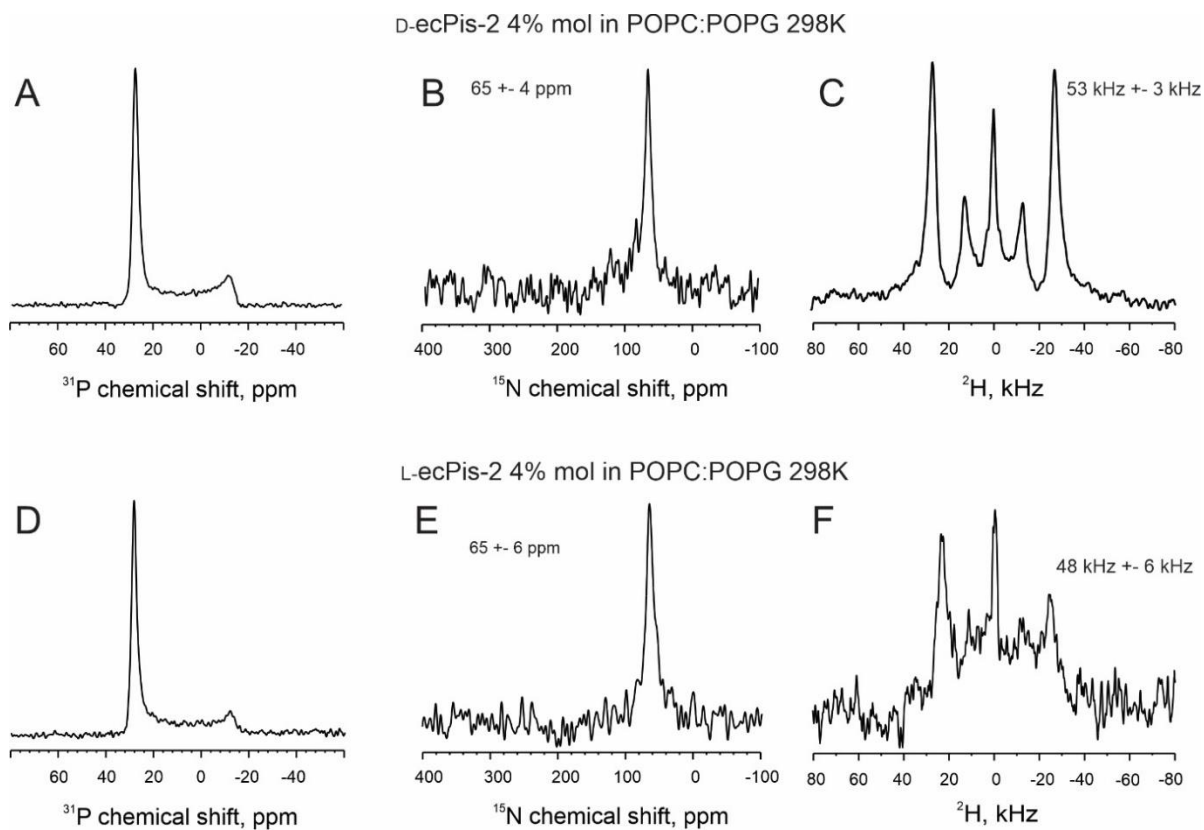 D-ecPis-2 4% mol in POPC:POPG 298K
A
B
65 +- 4 ppm
C
53 kHz +- 3 kHz
60 40 20 0 -20 -40
400 300 200 100 0 -100
80 60 40 20 0 -20 -40 -60 -80
³¹P chemical shift, ppm
¹⁵N chemical shift, ppm
²H, kHz
L-ecPis-2 4% mol in POPC:POPG 298K
D
E
65 +- 6 ppm
F
48 kHz +- 6 kHz
60 40 20 0 -20 -40
400 300 200 100 0 -100
80 60 40 20 0 -20 -40 -60 -80
³¹P chemical shift, ppm
¹⁵N chemical shift, ppm
²H, kHz